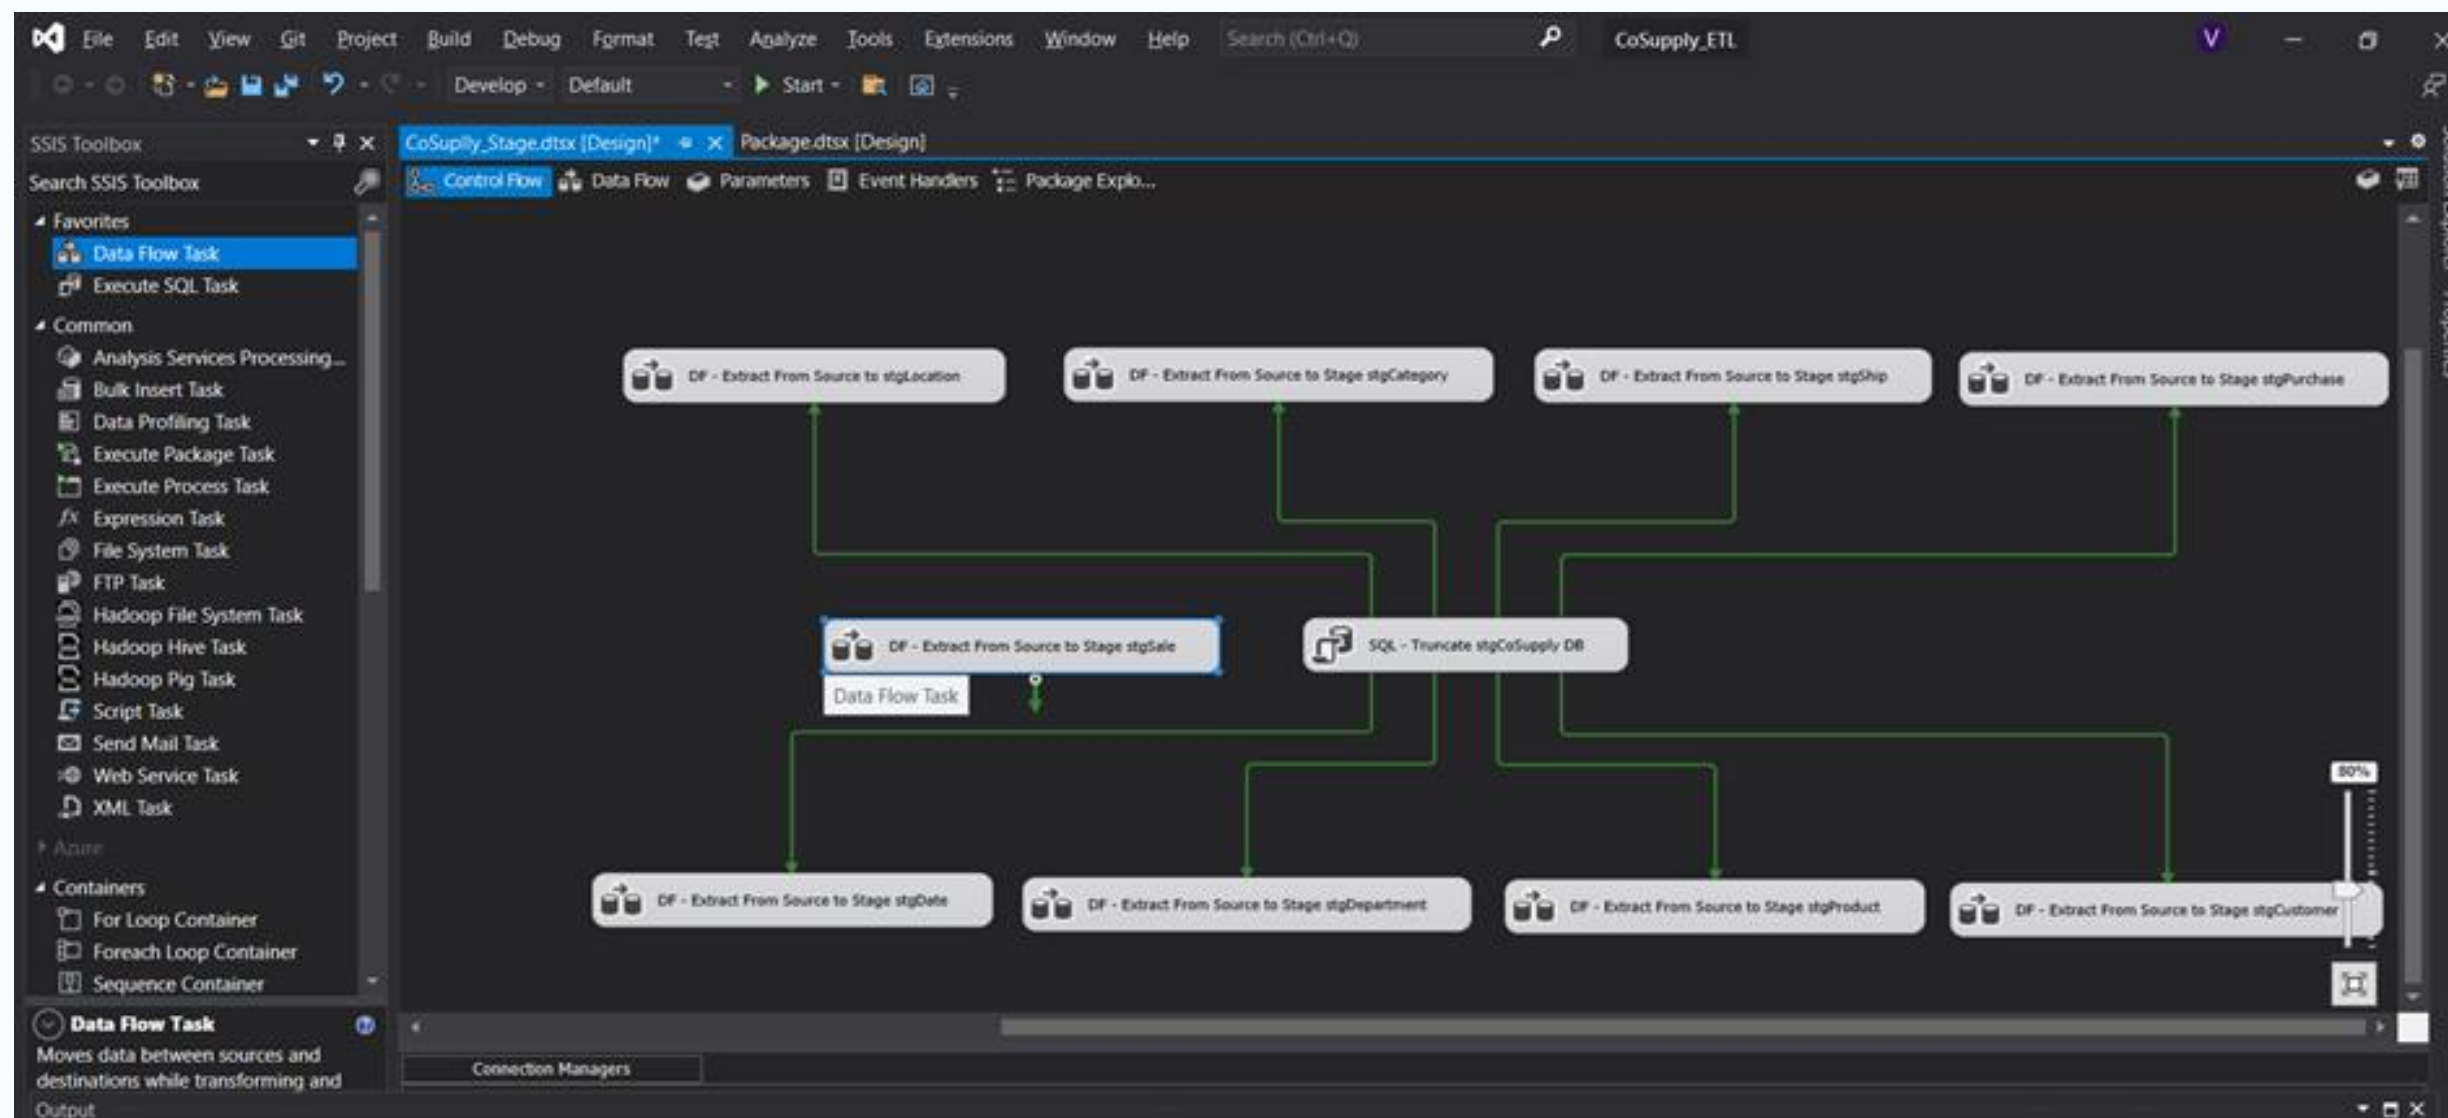 File Edit View Git Project Build Debug Format Test Analyze Tools Extensions Window Help Search (Ctrl+Q) CoSupply_ETL V
Develop Default Start
SSIS Toolbox
CoSuplly_Stage.dtsx [Design]* Package.dtsx [Design]
Search SSIS Toolbox
Control Flow Data Flow Parameters Event Handlers Package Explo...
Favorites
Data Flow Task
Execute SQL Task
Common
Analysis Services Processing...
Bulk Insert Task
Data Profiling Task
Execute Package Task
Execute Process Task
Expression Task
File System Task
FTP Task
Hadoop File System Task
Hadoop Hive Task
Hadoop Pig Task
Script Task
Send Mail Task
Web Service Task
XML Task
Azure
Containers
For Loop Container
Foreach Loop Container
Sequence Container
Data Flow Task
Moves data between sources and
destinations while transforming and
DF - Extract From Source to stgLocation
DF - Extract From Source to Stage stgCategory
DF - Extract From Source to Stage stgShip
DF - Extract From Source to Stage stgPurchase
DF - Extract From Source to Stage stgSale
SQL - Truncate stgCoSupply DB
Data Flow Task
80%
DF - Extract From Source to Stage stgDate
DF - Extract From Source to Stage stgDepartment
DF - Extract From Source to Stage stgProduct
DF - Extract From Source to Stage stgCustomer
Connection Managers
Output